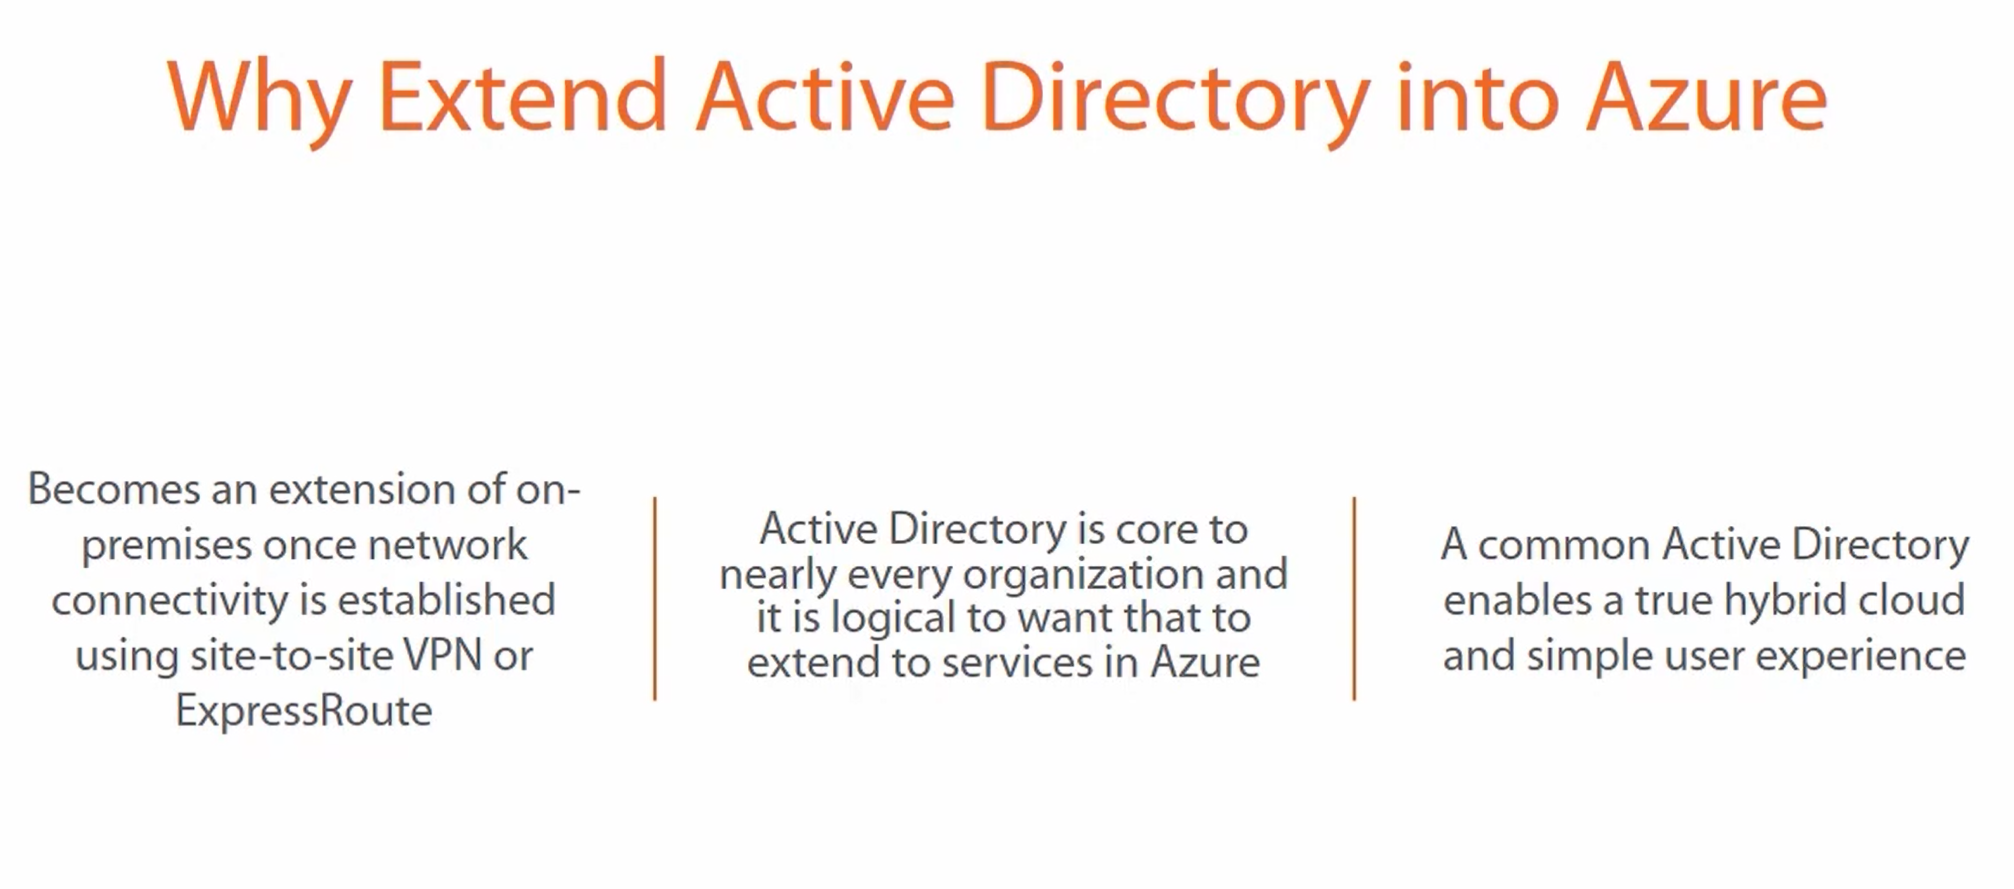 Why Extend Active Directory into Azure
Becomes an extension of on-
premises once network
connectivity is established
using site-to-site VPN or
ExpressRoute
Active Directory is core to
nearly every organization and
it is logical to want that to
extend to services in Azure
A common Active Directory
enables a true hybrid cloud
and simple user experience